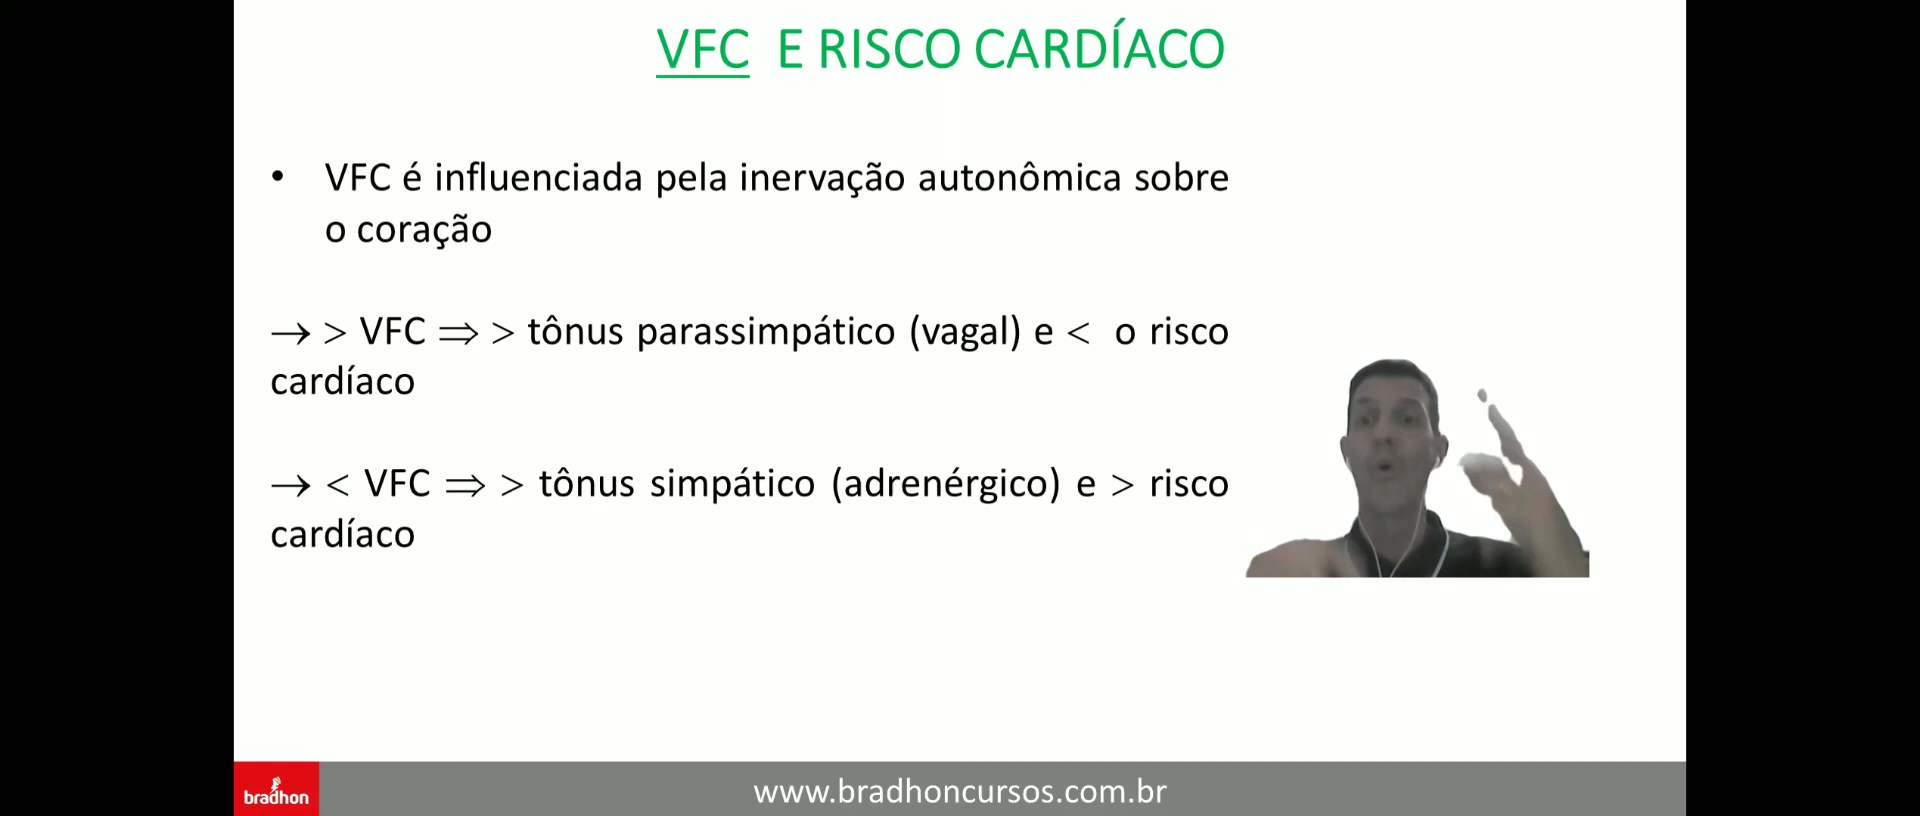 VFC E RISCO CARDÍACO
• VFC é influenciada pela inervação autonômica sobre
o coração
→ > VFC ⇒ > tônus parassimpático (vagal) e < o risco
cardíaco
→ < VFC ⇒ > tônus simpático (adrenérgico) e > risco
cardíaco
bradhon
www.bradhoncursos.com.br